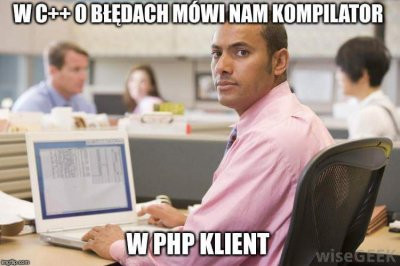 W C++ O BŁĘDACH MÓWI NAM KOMPILATOR
W PHP KLIENT
imgflip.com
wiseGEEK